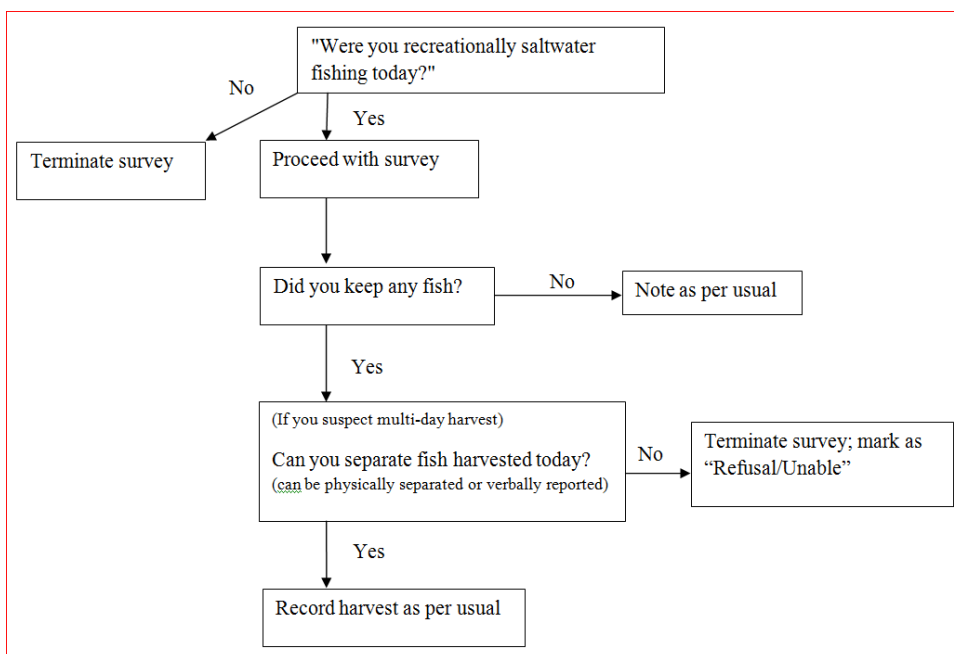 "Were you recreationally saltwater
fishing today?"
No
Yes
Terminate survey
Proceed with survey
Did you keep any fish?
No
Note as per usual
Yes
(If you suspect multi-day harvest)
Can you separate fish harvested today?
(can be physically separated or verbally reported)
No
Terminate survey; mark as
“Refusal/Unable”
Yes
Record harvest as per usual